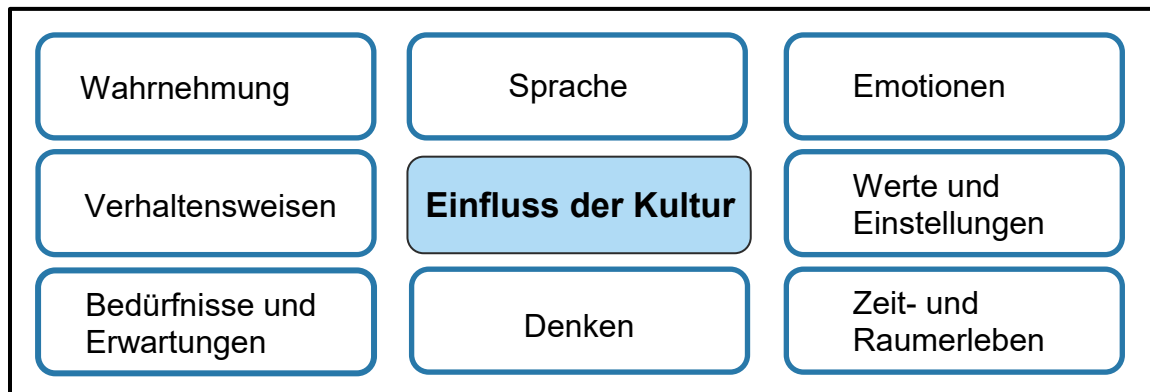 Wahrnehmung
Sprache
Emotionen
Verhaltensweisen
Einfluss der Kultur
Werte und
Einstellungen
Bedürfnisse und
Erwartungen
Denken
Zeit- und
Raumerleben